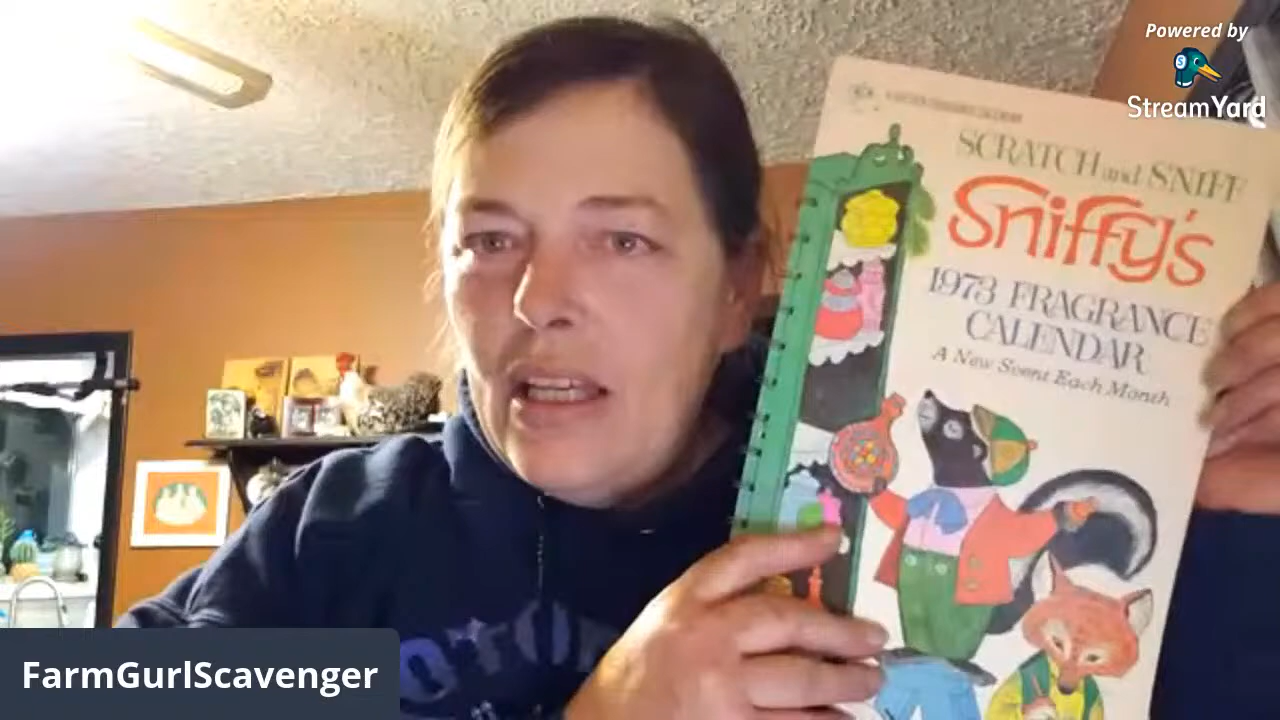 Powered by
StreamYard
SCRATCH and SNIFF
Sniffy's
1973 FRAGRANCE
CALENDAR
A New Scent Each Month
FarmGurlScavenger